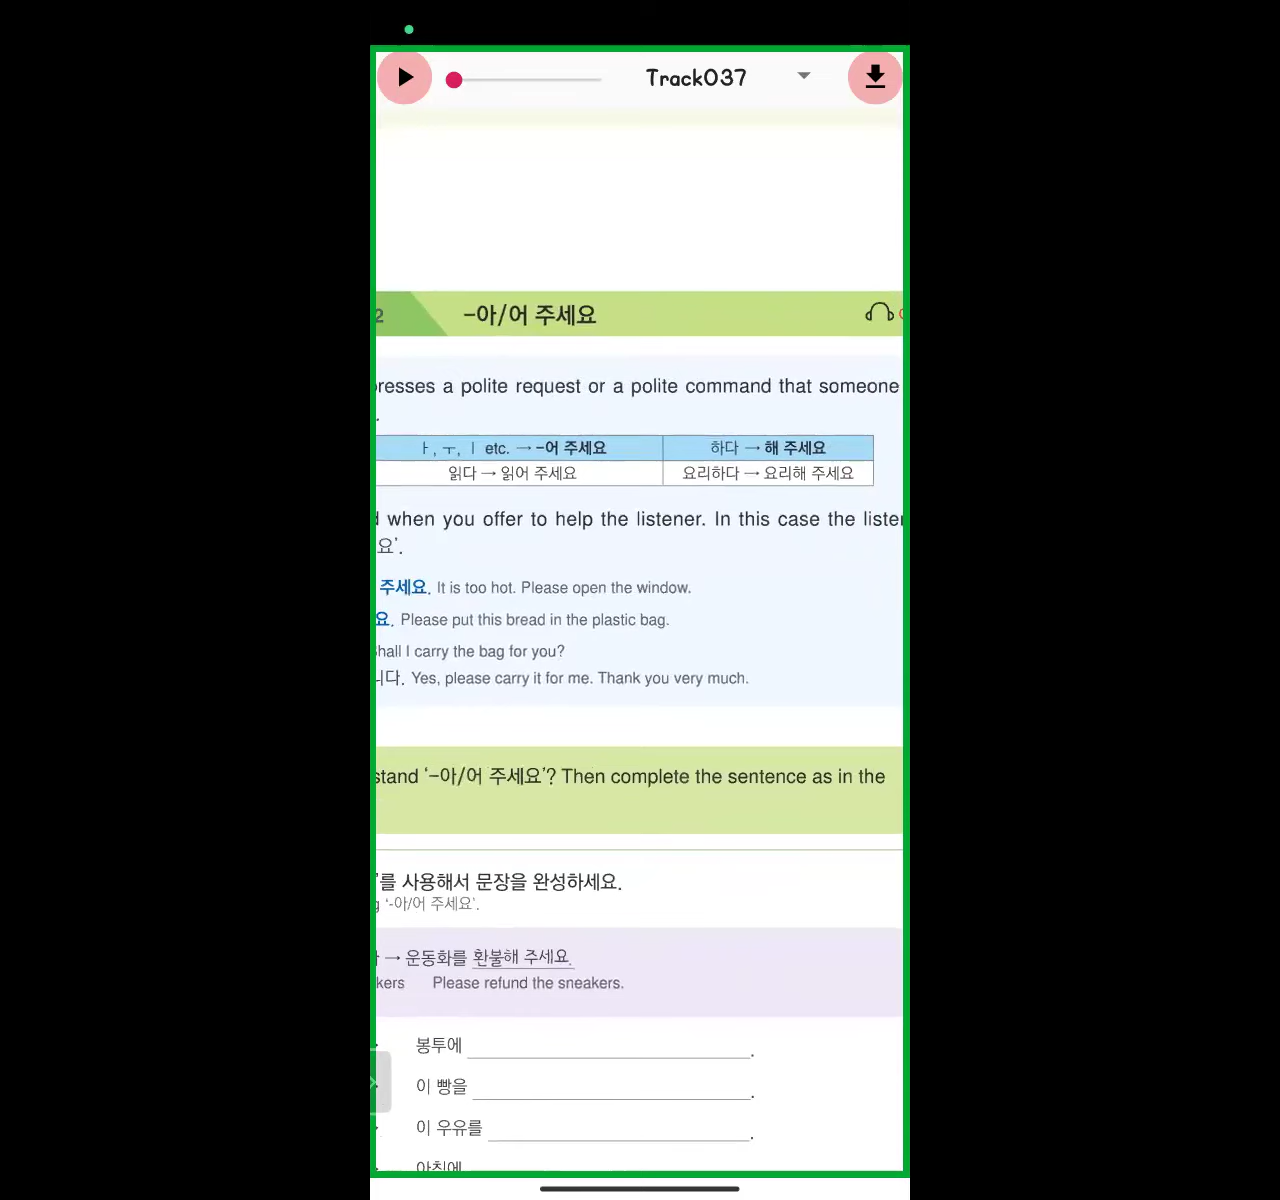 Track037
2 -아/어 주세요
presses a polite request or a polite command that someone
.
ㅏ, ㅜ, ㅣ etc. → -어 주세요 하다 → 해 주세요
읽다 → 읽어 주세요 요리하다 → 요리해 주세요
when you offer to help the listener. In this case the listen
요'.
주세요. It is too hot. Please open the window.
요. Please put this bread in the plastic bag.
Shall I carry the bag for you?
니다. Yes, please carry it for me. Thank you very much.
stand '-아/어 주세요'? Then complete the sentence as in the
'를 사용해서 문장을 완성하세요.
g '-아/어 주세요'.
→ 운동화를 환불해 주세요.
kers Please refund the sneakers.
봉투에 .
이 빵을 .
이 우유를 .
아침에